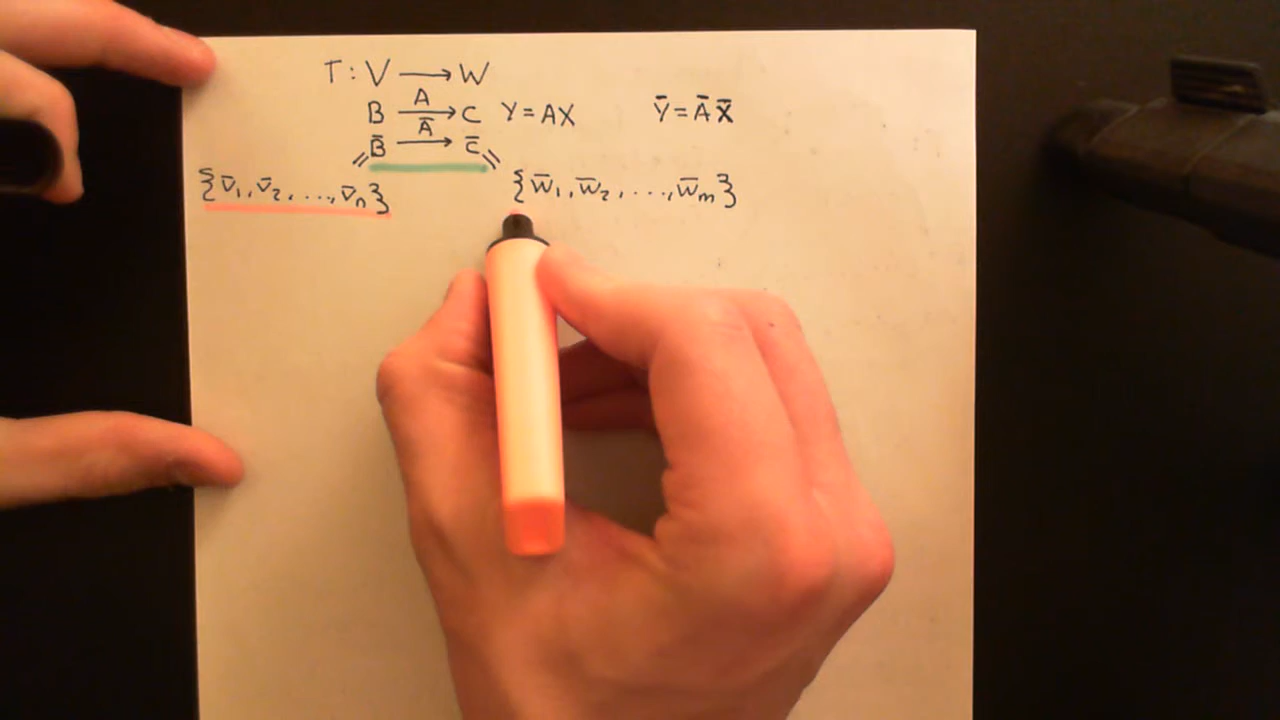 T: V → W
B —A→ C   Y = AX   Ȳ = ĀX̄
B̄ —Ā→ C̄
{v̄₁, v̄₂, ..., v̄ₙ}   {w̄₁, w̄₂, ..., w̄ₘ}